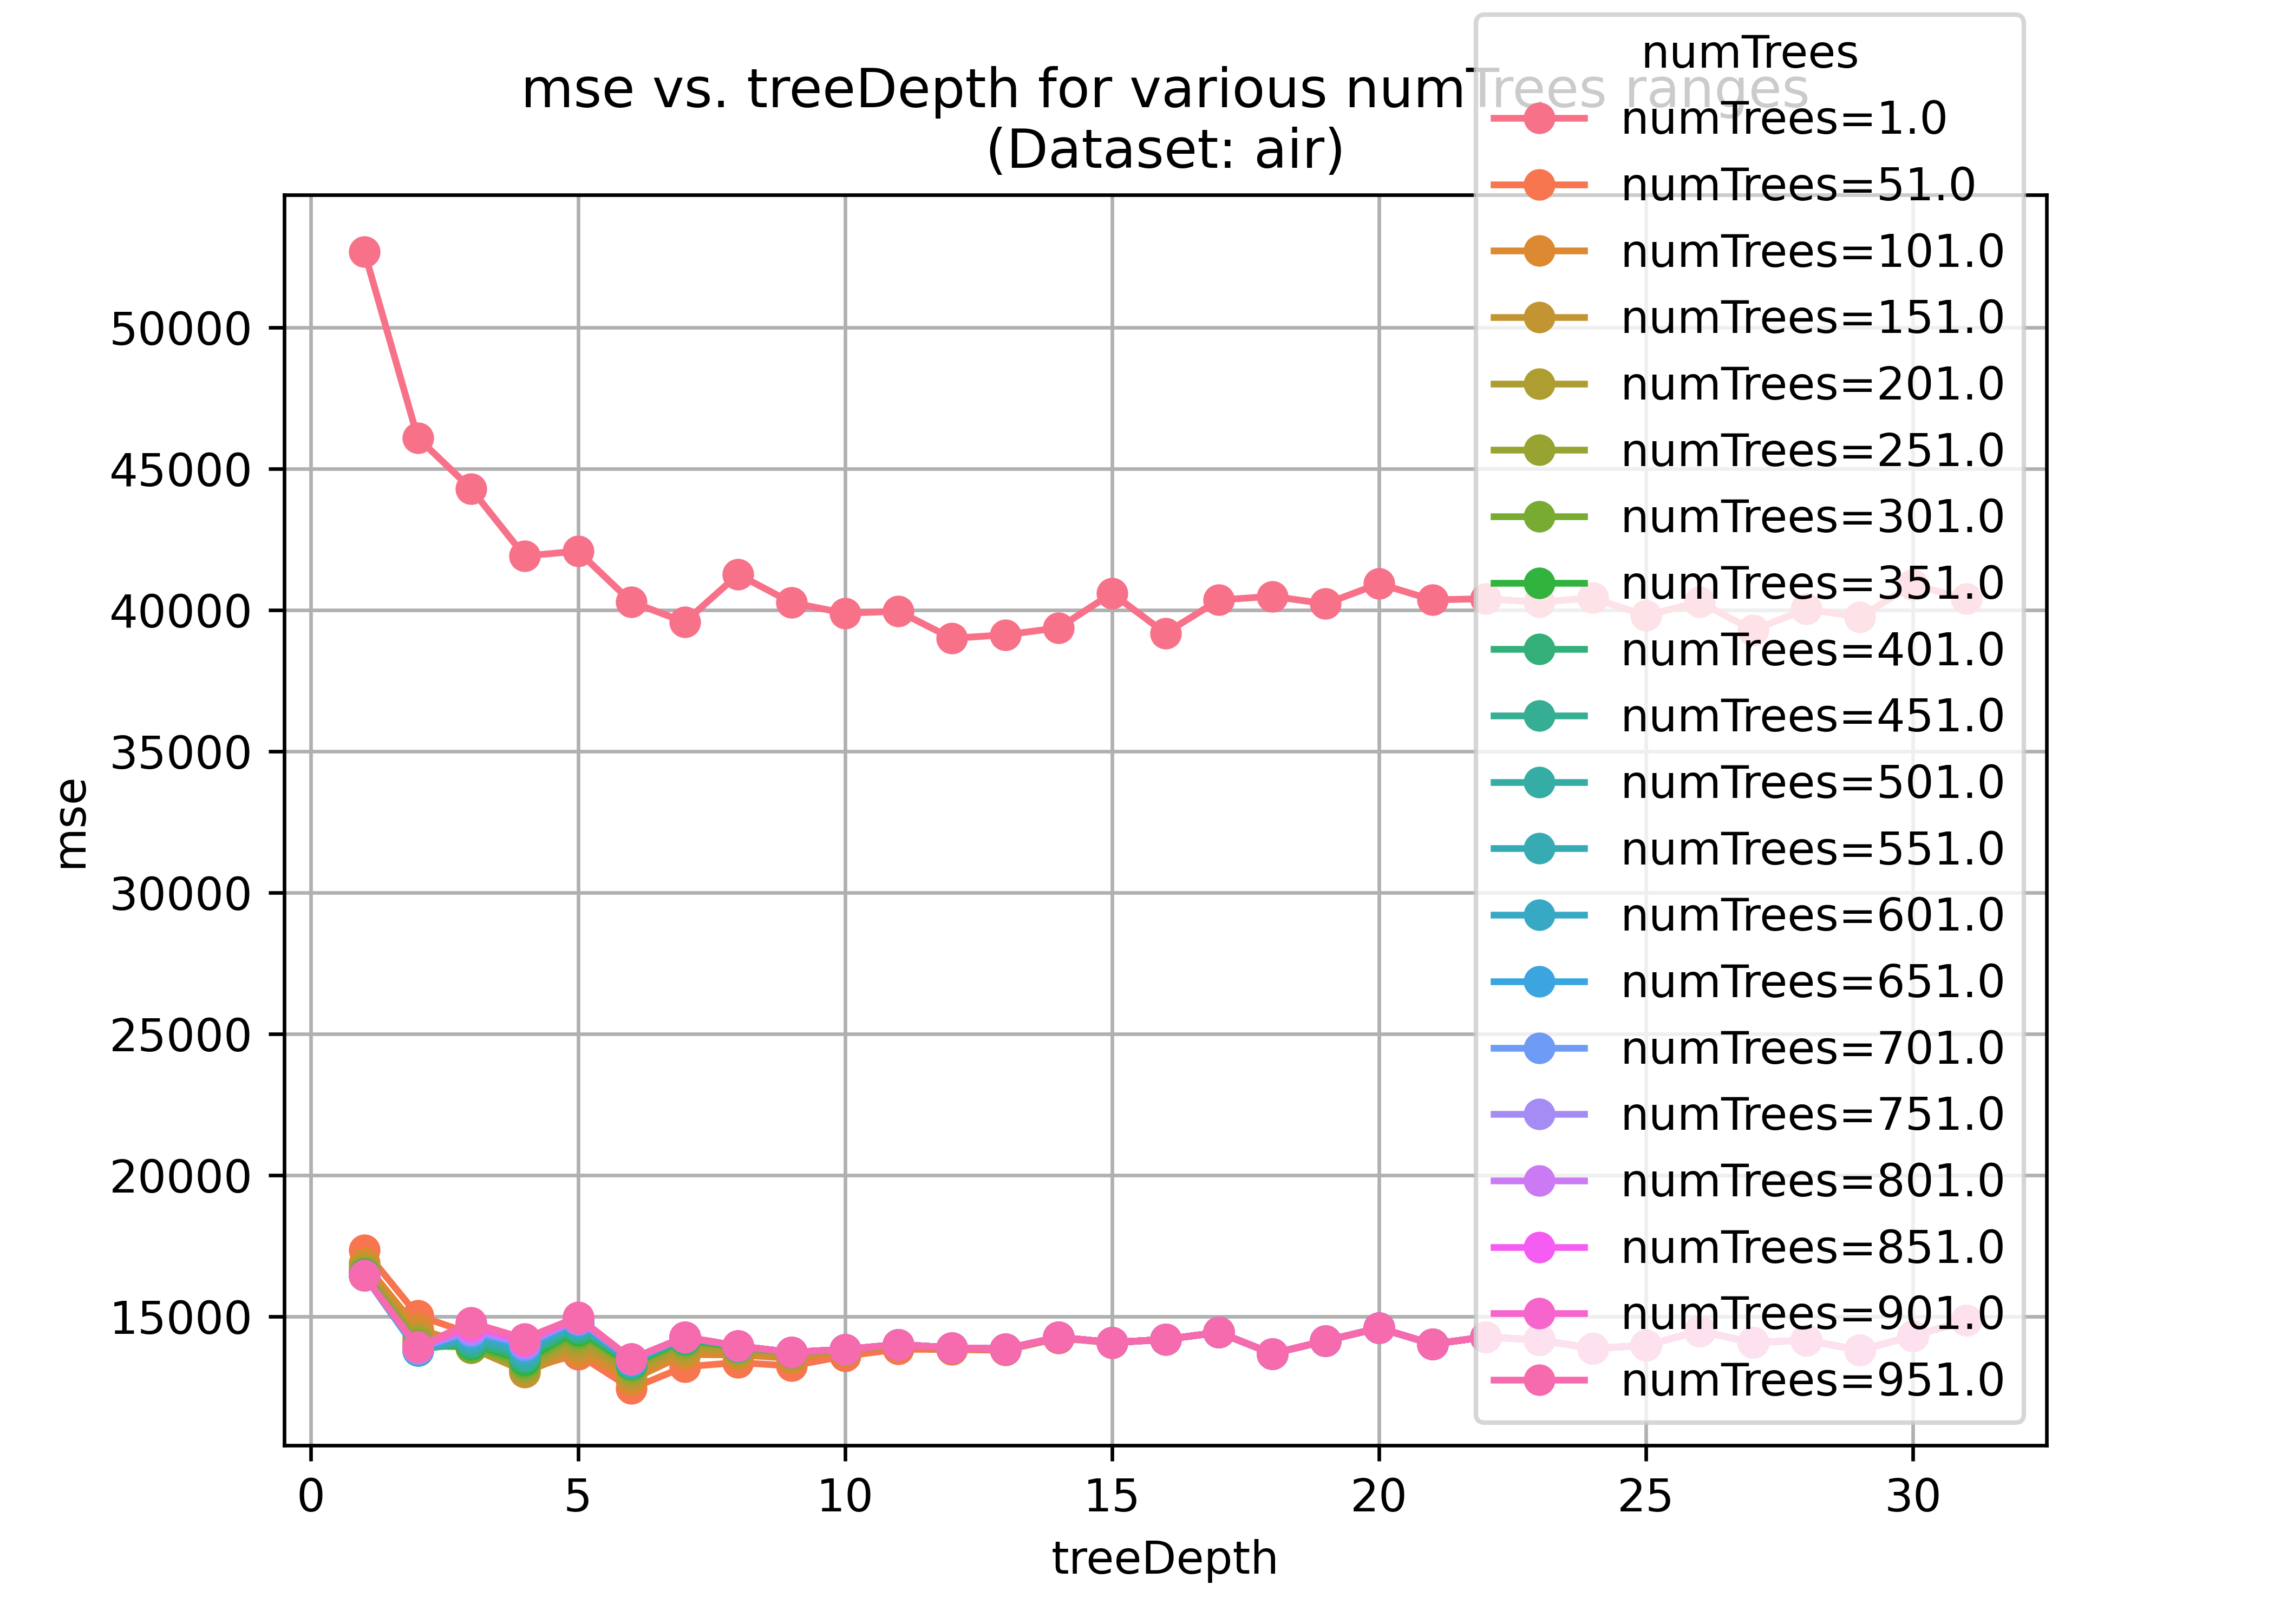 mse vs. treeDepth for various numTrees ranges
(Dataset: air)
numTrees
numTrees=1.0
numTrees=51.0
numTrees=101.0
numTrees=151.0
numTrees=201.0
numTrees=251.0
numTrees=301.0
numTrees=351.0
numTrees=401.0
numTrees=451.0
numTrees=501.0
numTrees=551.0
numTrees=601.0
numTrees=651.0
numTrees=701.0
numTrees=751.0
numTrees=801.0
numTrees=851.0
numTrees=901.0
numTrees=951.0
mse
50000
45000
40000
35000
30000
25000
20000
15000
0 5 10 15 20 25 30
treeDepth